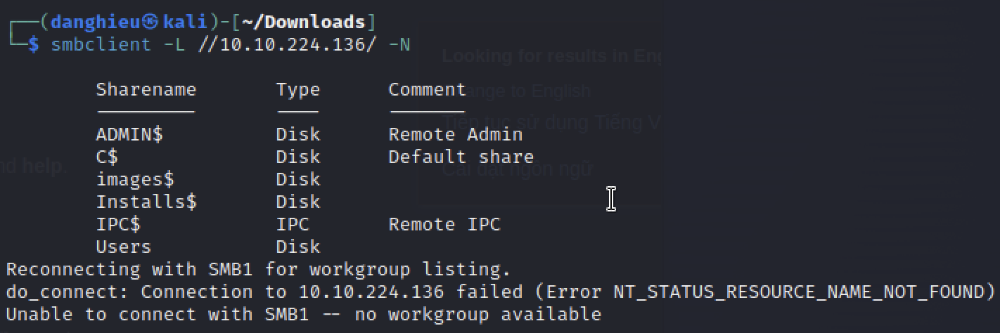 ┌──(danghieu㉿kali)-[~/Downloads]
└─$ smbclient -L //10.10.224.136/ -N
Looking for results in Eng
ange to English
Sharename Type Comment
Tiếp tục sử dụng Tiếng V
ADMIN$ Disk Remote Admin
C$ Disk Default share
nd help.
Cài đặt ngôn ngữ
images$ Disk
Installs$ Disk
IPC$ IPC Remote IPC
Users Disk
Reconnecting with SMB1 for workgroup listing.
do_connect: Connection to 10.10.224.136 failed (Error NT_STATUS_RESOURCE_NAME_NOT_FOUND)
Unable to connect with SMB1 -- no workgroup available